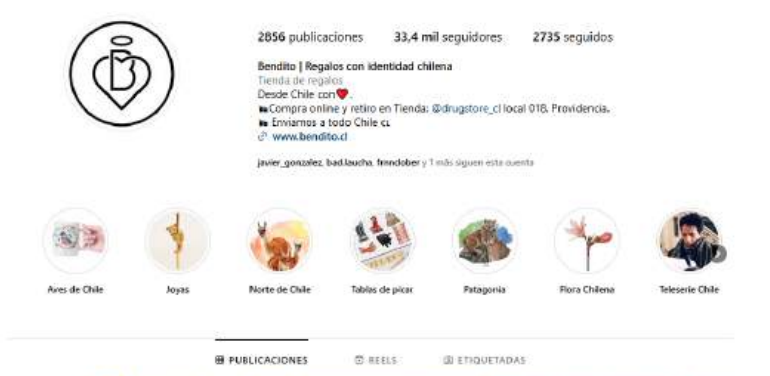 2856 publicaciones 33,4 mil seguidores 2735 seguidos
Bendito | Regalos con identidad chilena
Tienda de regalos
Desde Chile con❤️.
Compra online y retiro en Tienda: @drugstore_cl local 018, Providencia.
Enviamos a todo Chile CL
www.bendito.cl
javier_gonzalez, bad.laucha, y 1 más siguen esta cuenta
Aves de Chile
Joyas
Norte de Chile
Tablas de picar
Patagonia
Flora Chilena
Teleserie Chile
PUBLICACIONES REELS ETIQUETADAS